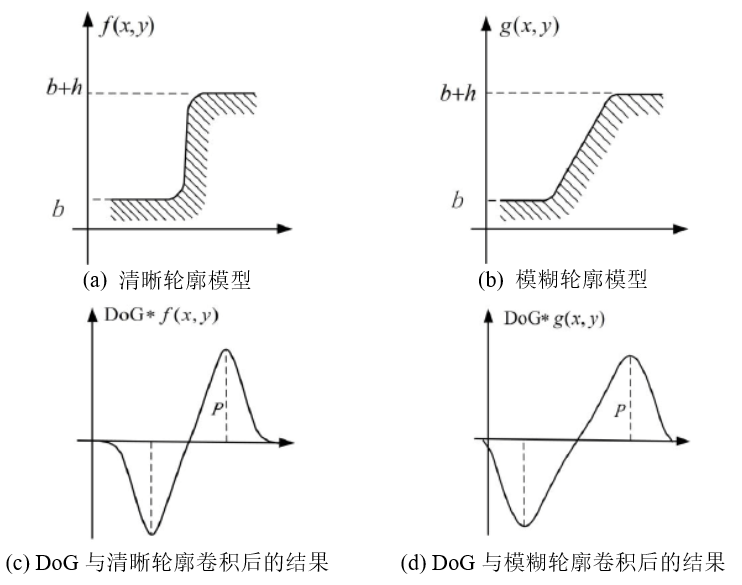 f(x,y)
g(x,y)
b+h
b+h
b
b
(a) 清晰轮廓模型
(b) 模糊轮廓模型
DoG* f(x,y)
DoG* g(x,y)
P
P
(c) DoG 与清晰轮廓卷积后的结果
(d) DoG 与模糊轮廓卷积后的结果